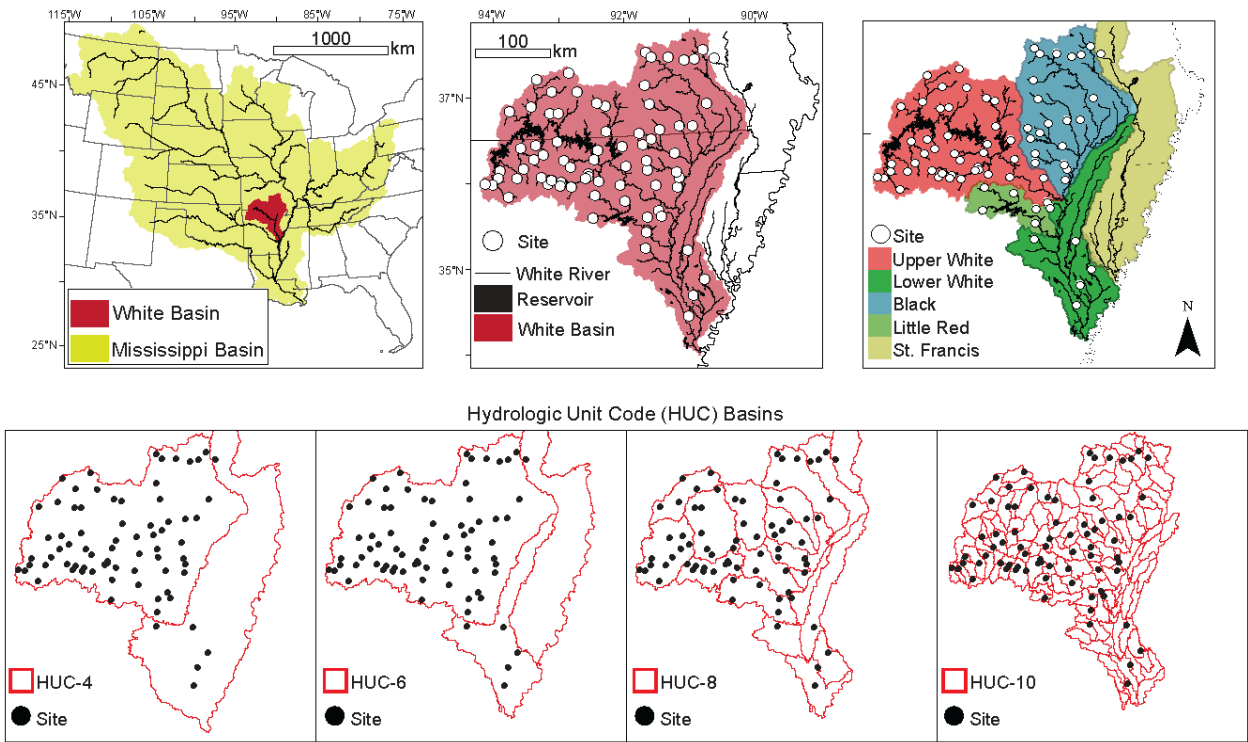 115°W 105°W 95°W 85°W 75°W
1000
km
45°N
35°N
25°N
White Basin
Mississippi Basin
94°W 92°W 90°W
100
km
37°N
35°N
Site
White River
Reservoir
White Basin
Site
Upper White
Lower White
Black
Little Red
St. Francis
N
Hydrologic Unit Code (HUC) Basins
HUC-4
Site
HUC-6
Site
HUC-8
Site
HUC-10
Site